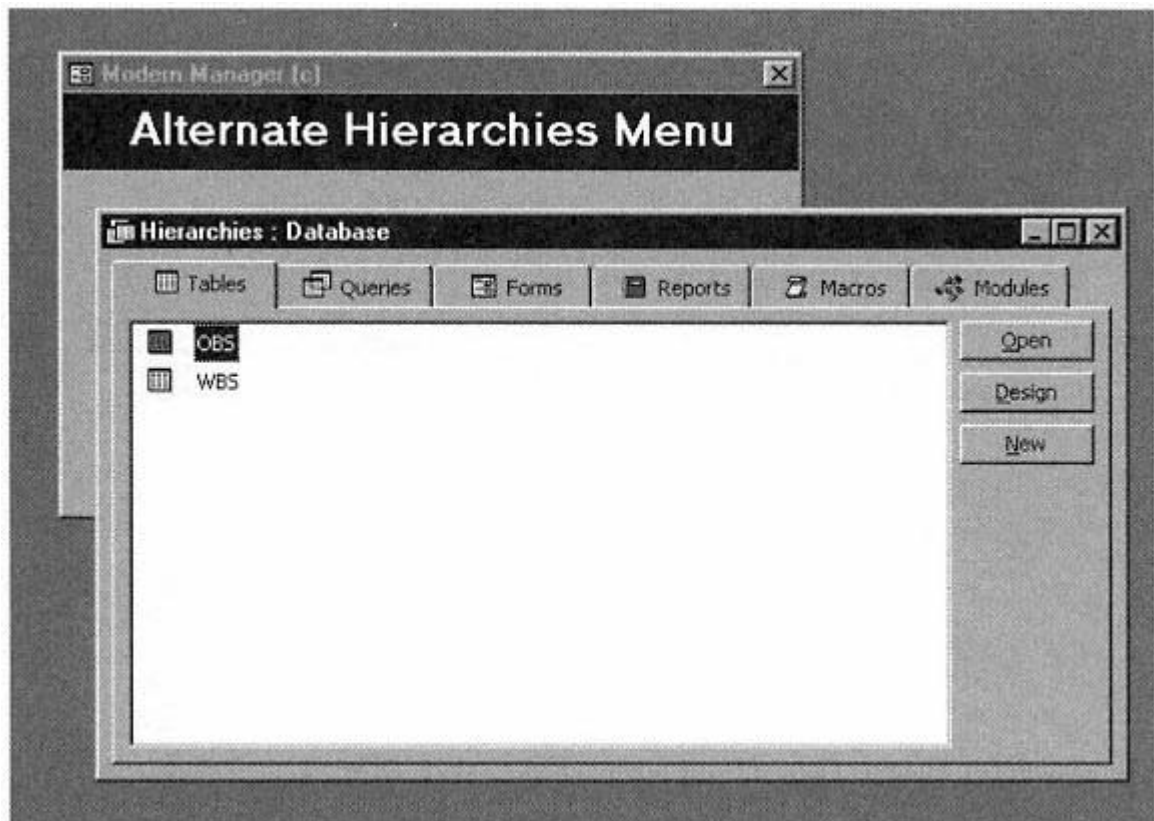 Modern Manager [c]
Alternate Hierarchies Menu
Hierarchies : Database
Tables Queries Forms Reports Macros Modules
OBS Open
WBS Design
New